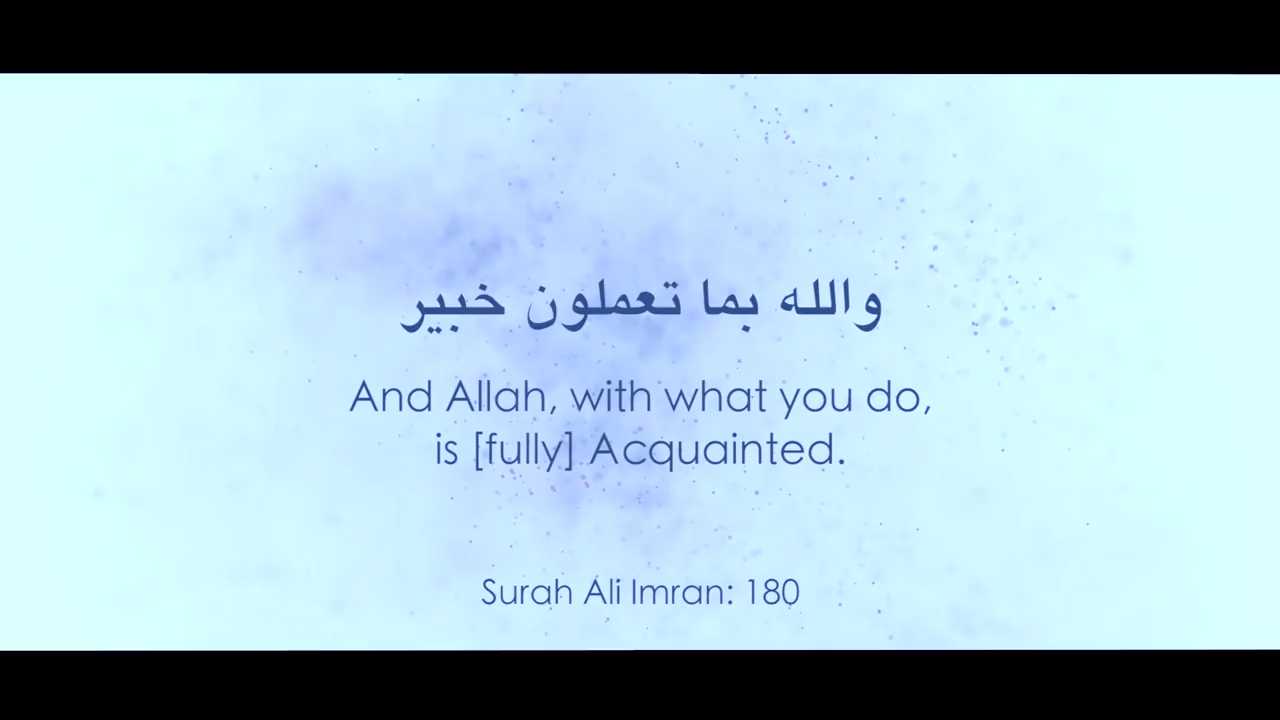 والله بما تعملون خبير
And Allah, with what you do,
is [fully] Acquainted.
Surah Ali Imran: 180